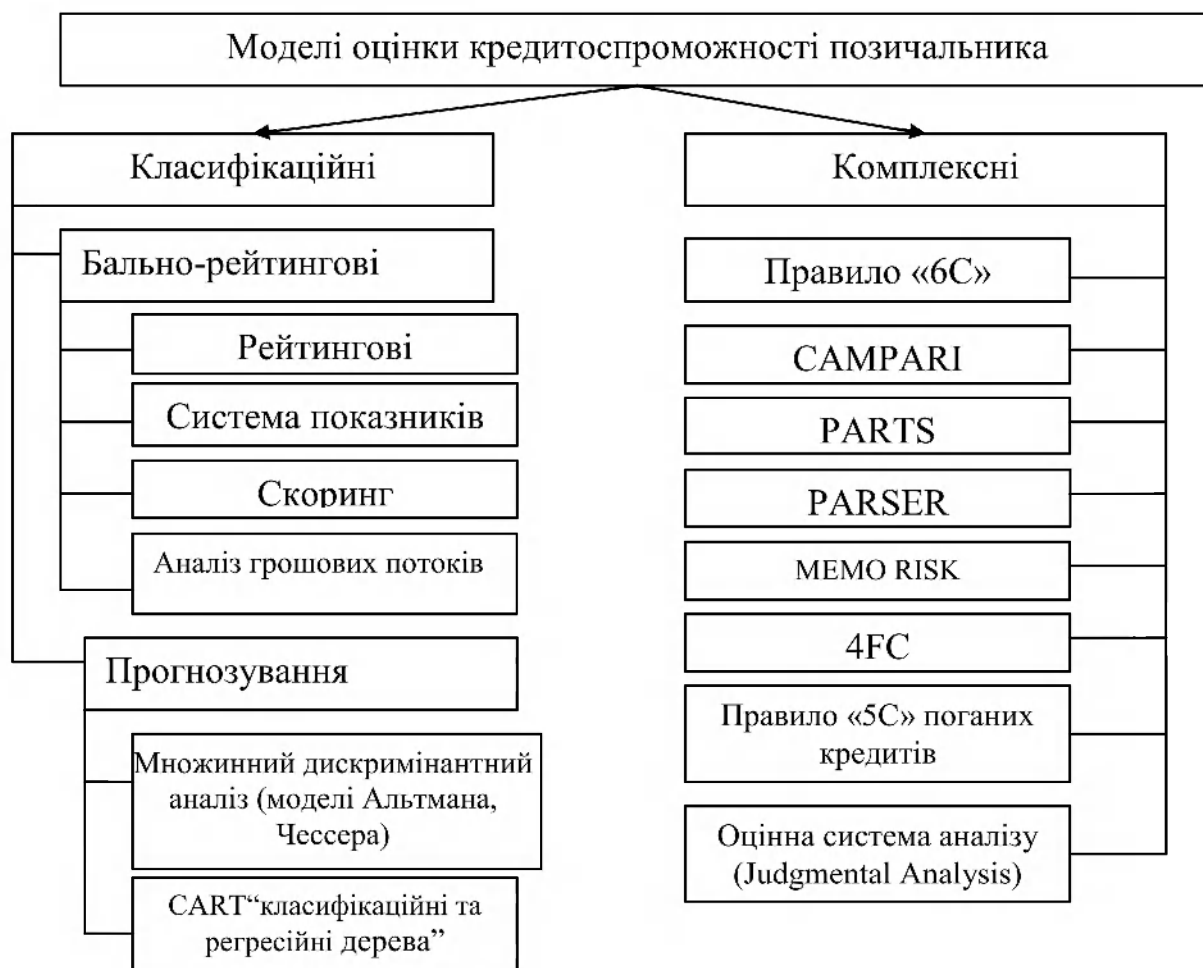 Моделі оцінки кредитоспроможності позичальника
Класифікаційні
Бально-рейтингові
Рейтингові
Система показників
Скоринг
Аналіз грошових потоків
Прогнозування
Множинний дискримінантний
аналіз (моделі Альтмана,
Чессера)
CART“класифікаційні та
регресійні дерева”
Комплексні
Правило «6С»
CAMPARI
PARTS
PARSER
MEMO RISK
4FC
Правило «5С» поганих
кредитів
Оцінна система аналізу
(Judgmental Analysis)